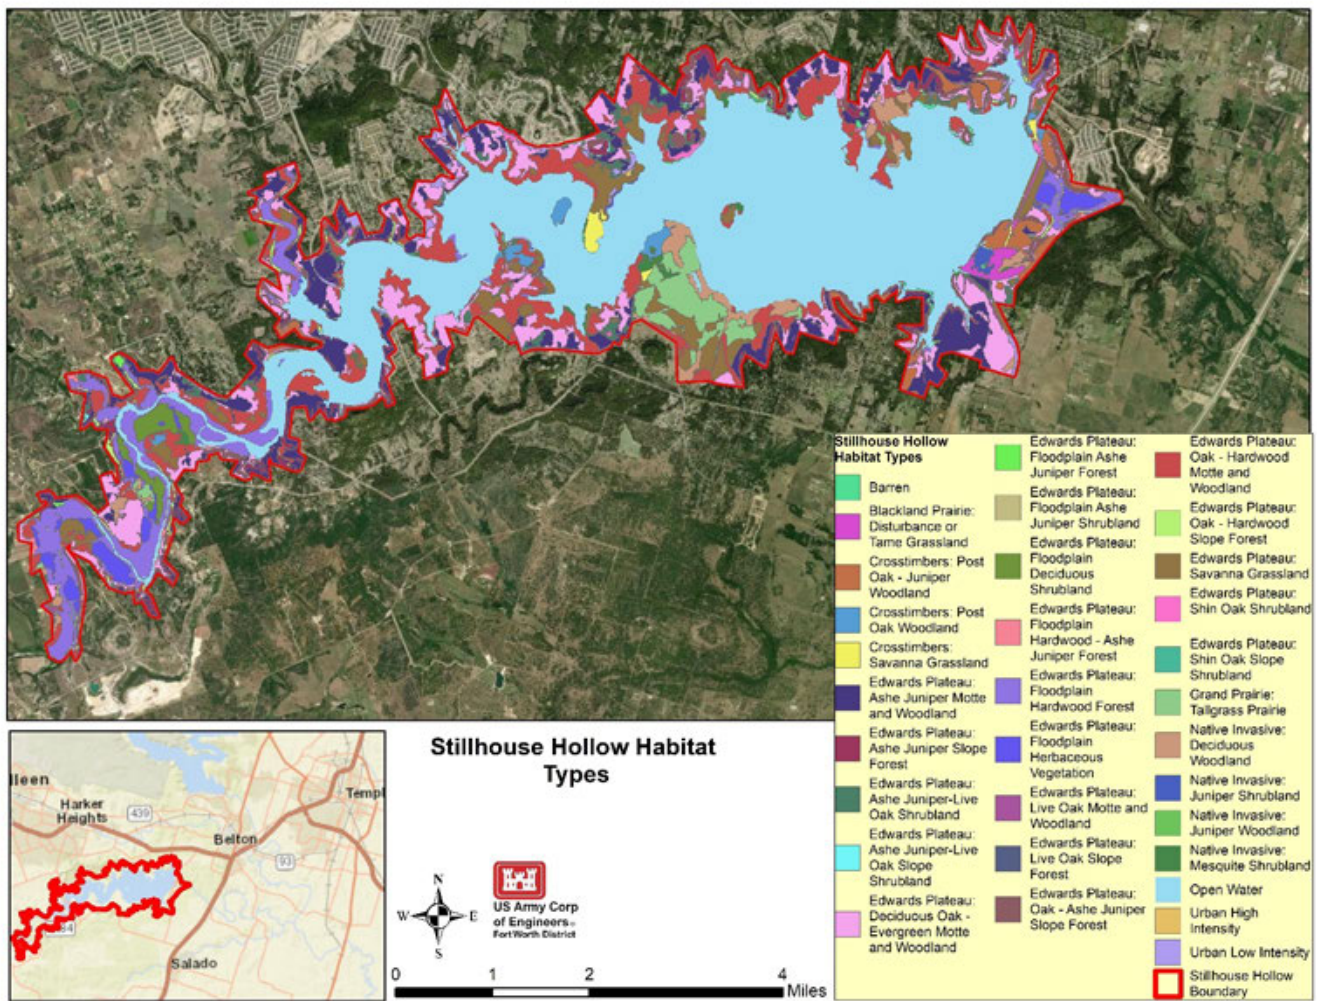 Stillhouse Hollow
Habitat Types
Barren
Blackland Prairie:
Disturbance or
Tame Grassland
Crosstimbers: Post
Oak - Juniper
Woodland
Crosstimbers: Post
Oak Woodland
Crosstimbers:
Savanna Grassland
Edwards Plateau:
Ashe Juniper Motte
and Woodland
Edwards Plateau:
Ashe Juniper Slope
Forest
Edwards Plateau:
Ashe Juniper-Live
Oak Shrubland
Edwards Plateau:
Ashe Juniper-Live
Oak Slope
Shrubland
Edwards Plateau:
Deciduous Oak -
Evergreen Motte
and Woodland
Edwards Plateau:
Floodplain Ashe
Juniper Forest
Edwards Plateau:
Floodplain Ashe
Juniper Shrubland
Edwards Plateau:
Floodplain
Deciduous
Shrubland
Edwards Plateau:
Floodplain
Hardwood - Ashe
Juniper Forest
Edwards Plateau:
Floodplain
Hardwood Forest
Edwards Plateau:
Floodplain
Herbaceous
Vegetation
Edwards Plateau:
Live Oak Motte and
Woodland
Edwards Plateau:
Live Oak Slope
Forest
Edwards Plateau:
Oak - Ashe Juniper
Slope Forest
Edwards Plateau:
Oak - Hardwood
Motte and
Woodland
Edwards Plateau:
Oak - Hardwood
Slope Forest
Edwards Plateau:
Savanna Grassland
Edwards Plateau:
Shin Oak Shrubland
Edwards Plateau:
Shin Oak Slope
Shrubland
Grand Prairie:
Tallgrass Prairie
Native Invasive:
Deciduous
Woodland
Native Invasive:
Juniper Shrubland
Native Invasive:
Juniper Woodland
Native Invasive:
Mesquite Shrubland
Open Water
Urban High
Intensity
Urban Low Intensity
Stillhouse Hollow
Boundary
lleen
Harker
Heights
439
Templ
Belton
93
84
Salado
Stillhouse Hollow Habitat
Types
N
W
E
S
US Army Corp
of Engineers®
Fort Worth District
0
1
2
4
Miles